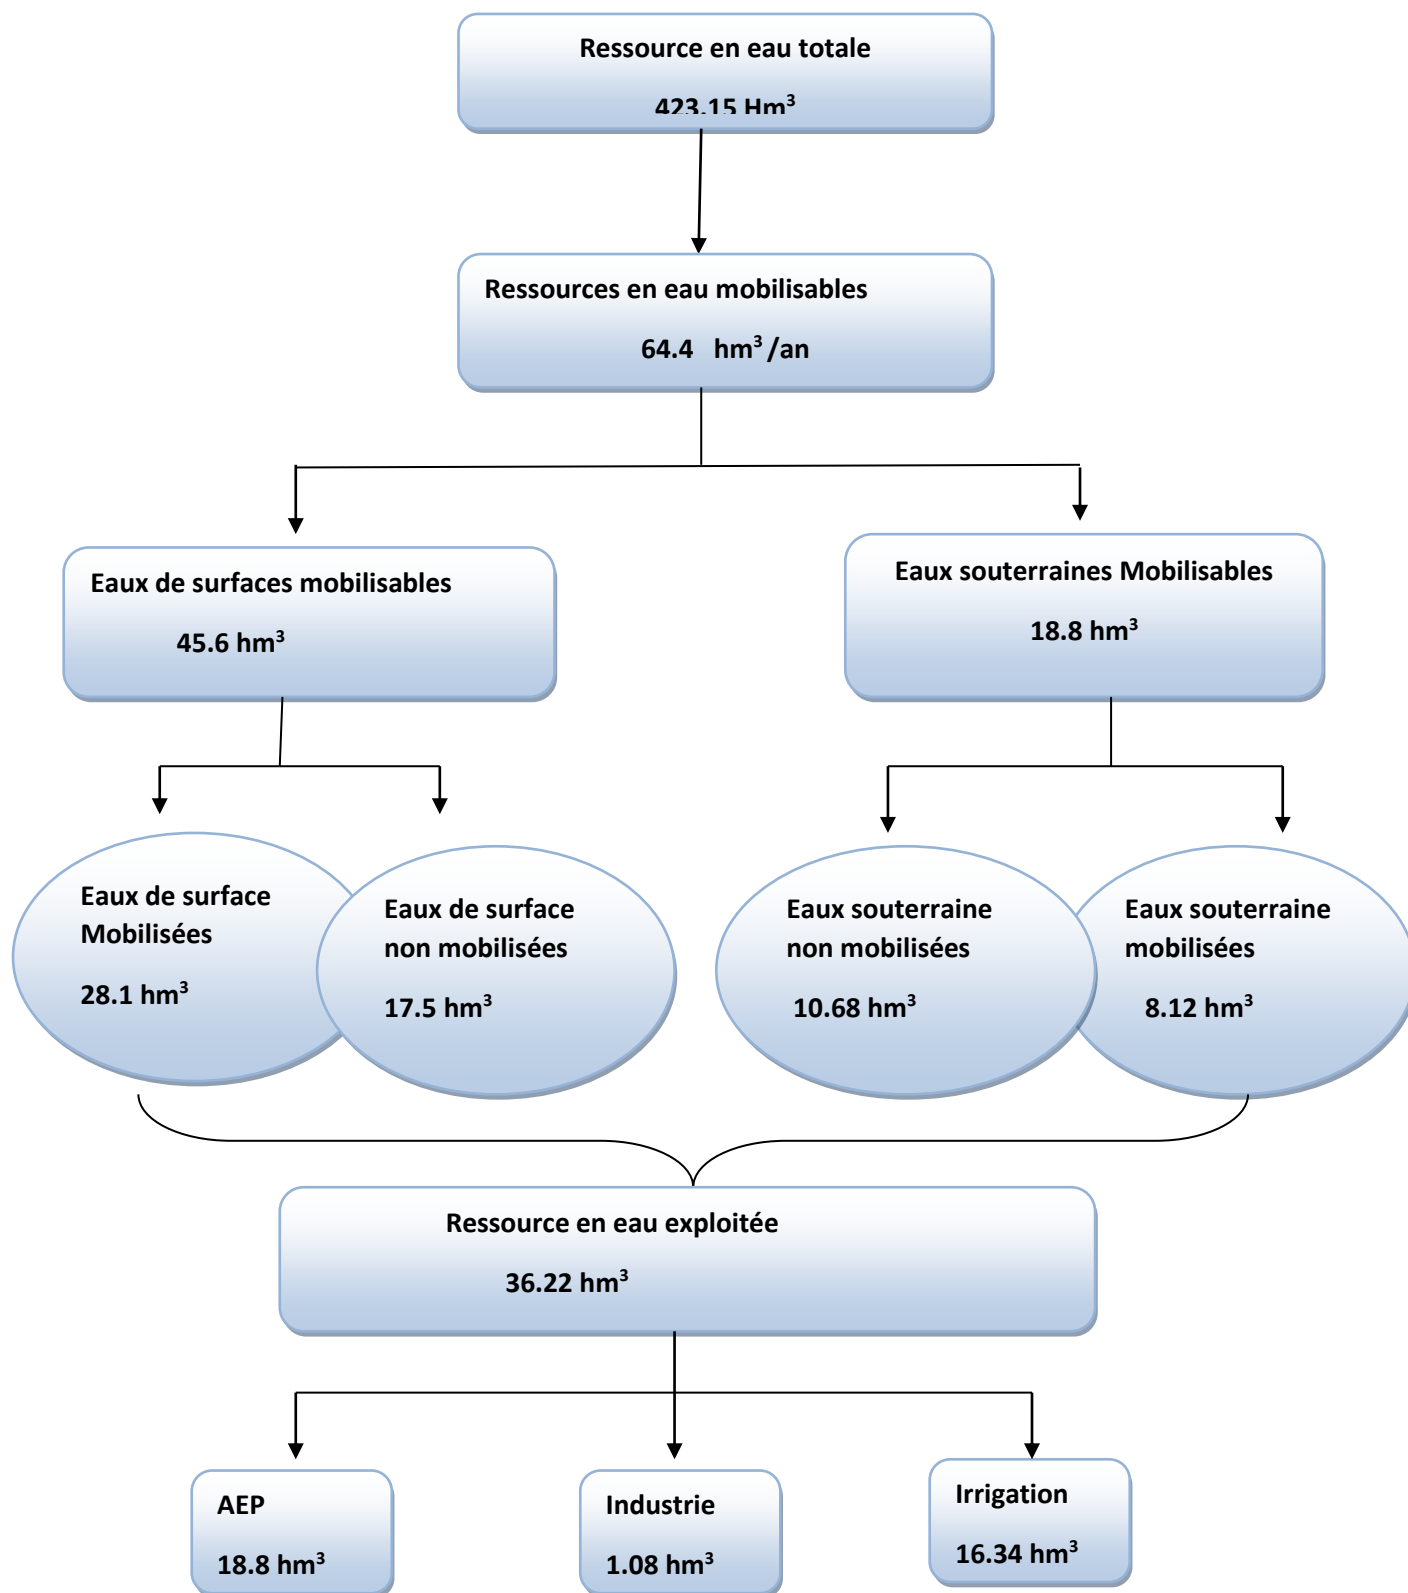 Ressource en eau totale
423.15 Hm³
Ressources en eau mobilisables
64.4 hm³/an
Eaux de surfaces mobilisables
45.6 hm³
Eaux souterraines Mobilisables
18.8 hm³
Eaux de surface
Mobilisées
28.1 hm³
Eaux de surface
non mobilisées
17.5 hm³
Eaux souterraine
non mobilisées
10.68 hm³
Eaux souterraine
mobilisées
8.12 hm³
Ressource en eau exploitée
36.22 hm³
AEP
18.8 hm³
Industrie
1.08 hm³
Irrigation
16.34 hm³